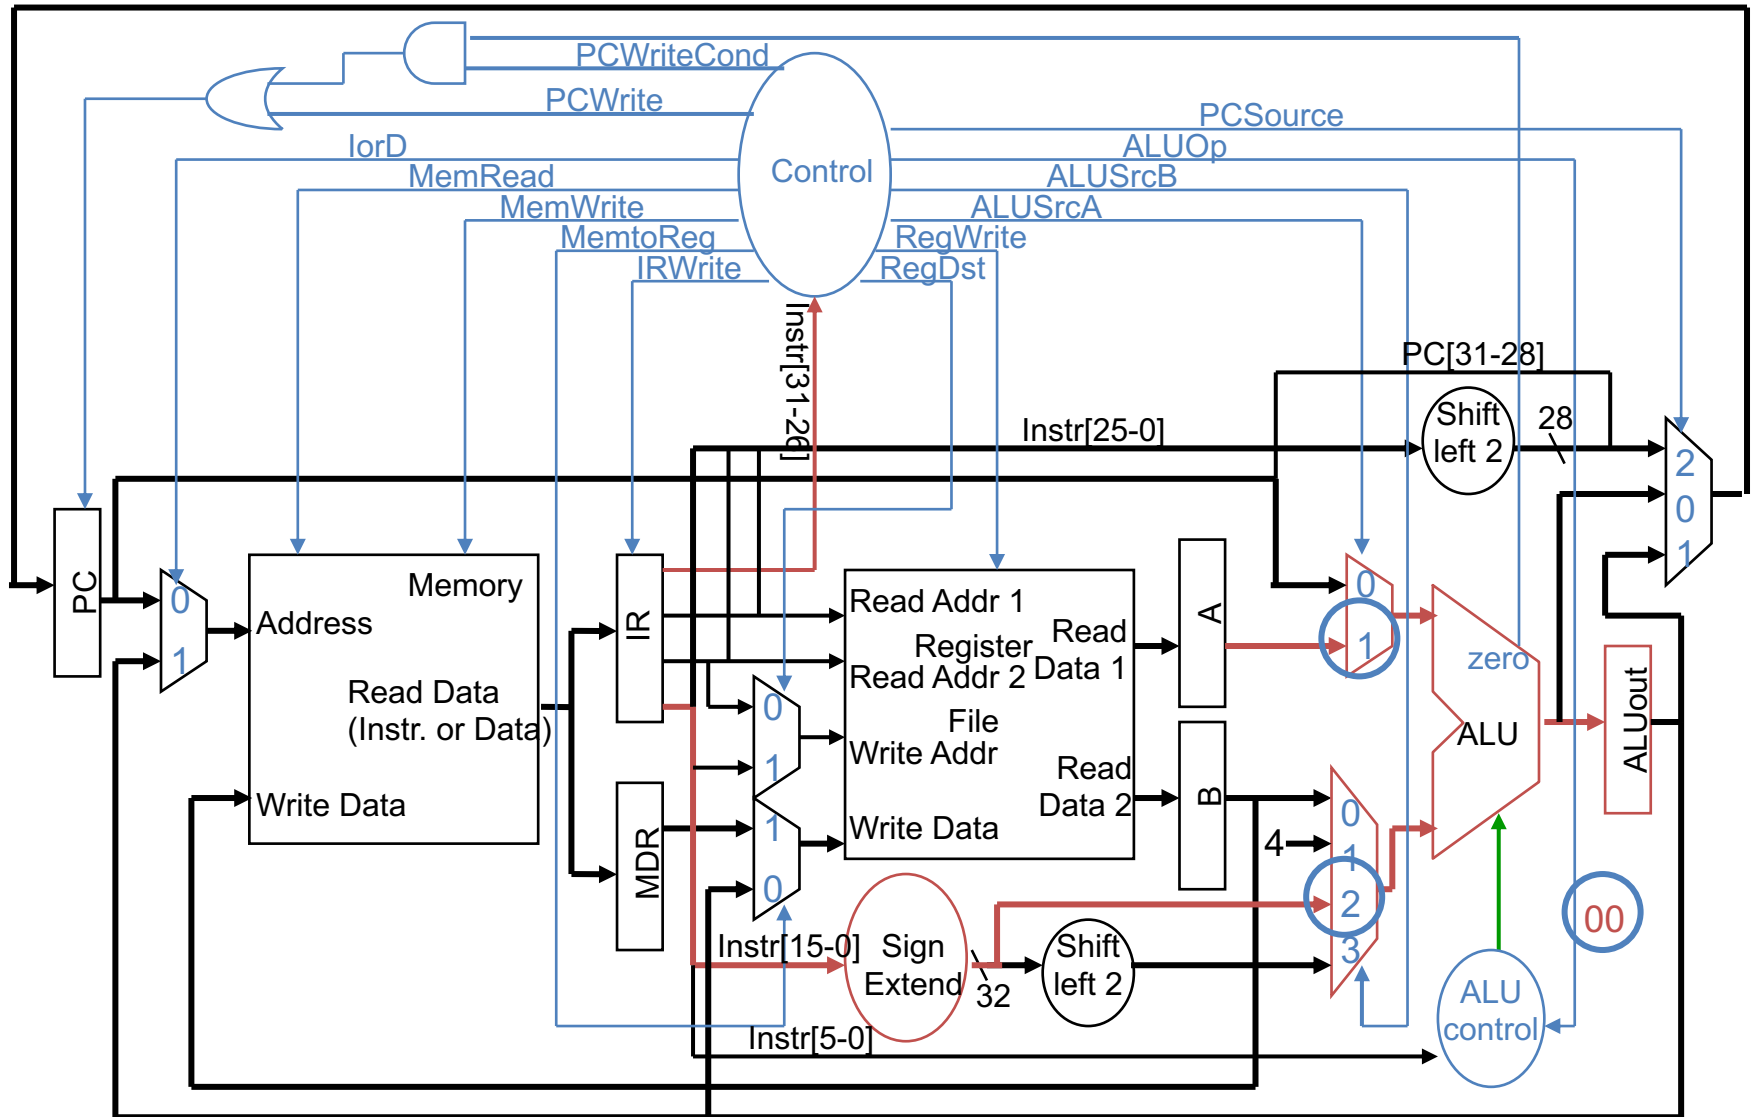 PCWriteCond
PCWrite
PCSource
IorD
ALUOp
MemRead
Control
ALUSrcB
MemWrite
ALUSrcA
MemtoReg
RegWrite
IRWrite
RegDst
Instr[31-26]
PC[31-28]
Instr[25-0]
Shift
left 2
28
2
0
1
PC
0
1
Memory
Address
Read Data
(Instr. or Data)
Write Data
IR
MDR
0
1
1
0
Read Addr 1
Register
Read Addr 2
File
Write Addr
Write Data
Read
Data 1
Read
Data 2
A
B
0
1
zero
ALU
ALUout
4
0
1
2
3
00
Instr[15-0]
Sign
Extend
32
Shift
left 2
ALU
control
Instr[5-0]